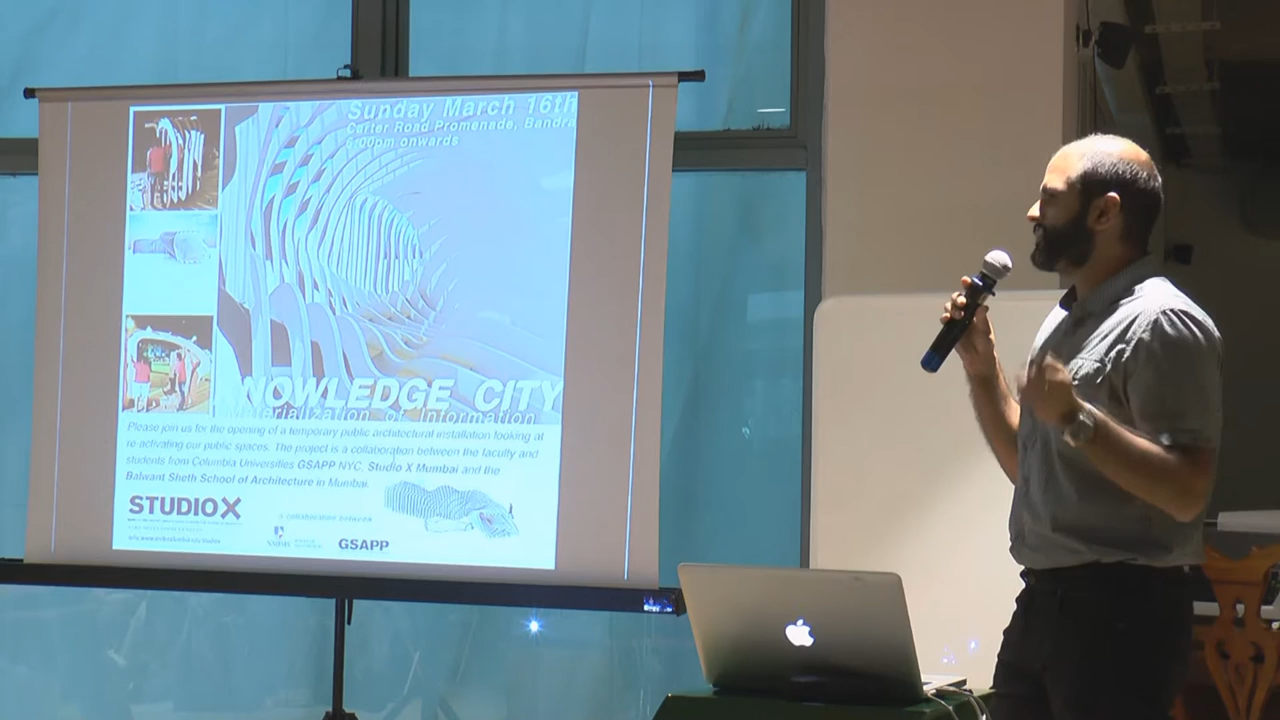 Sunday March 16th
Carter Road Promenade, Bandra
6:00pm onwards
NOWLEDGE CITY
Materialization of Information
Please join us for the opening of a temporary public architectural installation looking at
re-activating our public spaces. The project is a collaboration between the faculty and
students from Columbia Universities GSAPP NYC, Studio X Mumbai and the
Balwant Sheth School of Architecture in Mumbai.
STUDIO X
a collaboration between
GSAPP